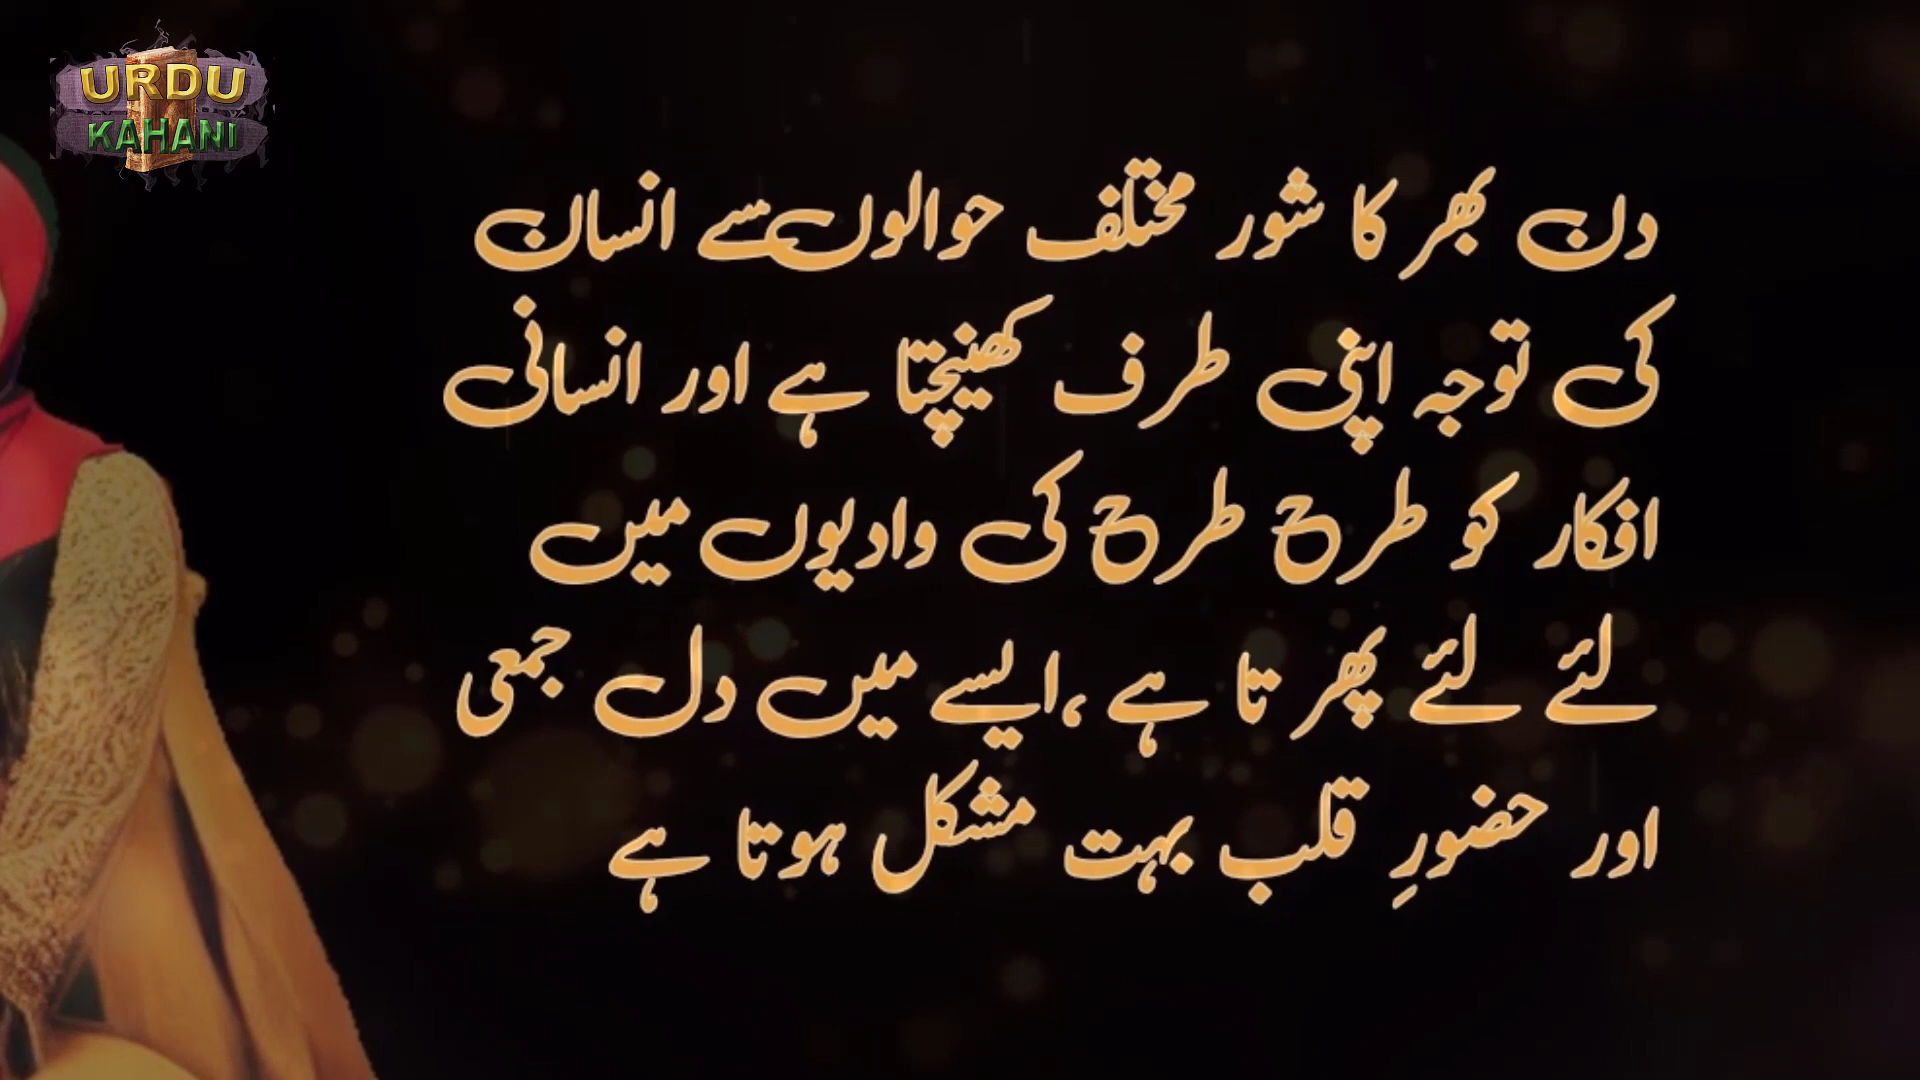 URDU
KAHANI
دن بھر کا شور مختلف حوالوں سے انسان
کی توجہ اپنی طرف کھینچتا ہے اور انسانی
افکار کو طرح طرح کی وادیوں میں
لئے لئے پھر تا ہے ،ایسے میں دل جمعی
اور حضورِ قلب بہت مشکل ہوتا ہے